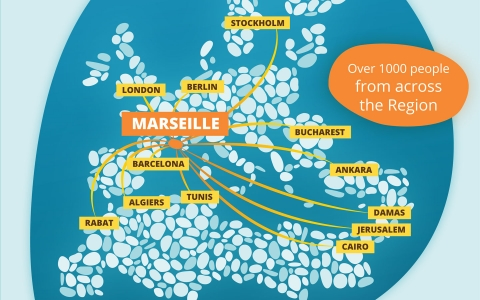 STOCKHOLM
Over 1000 people
from across
the Region
LONDON
BERLIN
MARSEILLE
BUCHAREST
BARCELONA
ANKARA
ALGIERS
TUNIS
DAMAS
RABAT
JERUSALEM
CAIRO